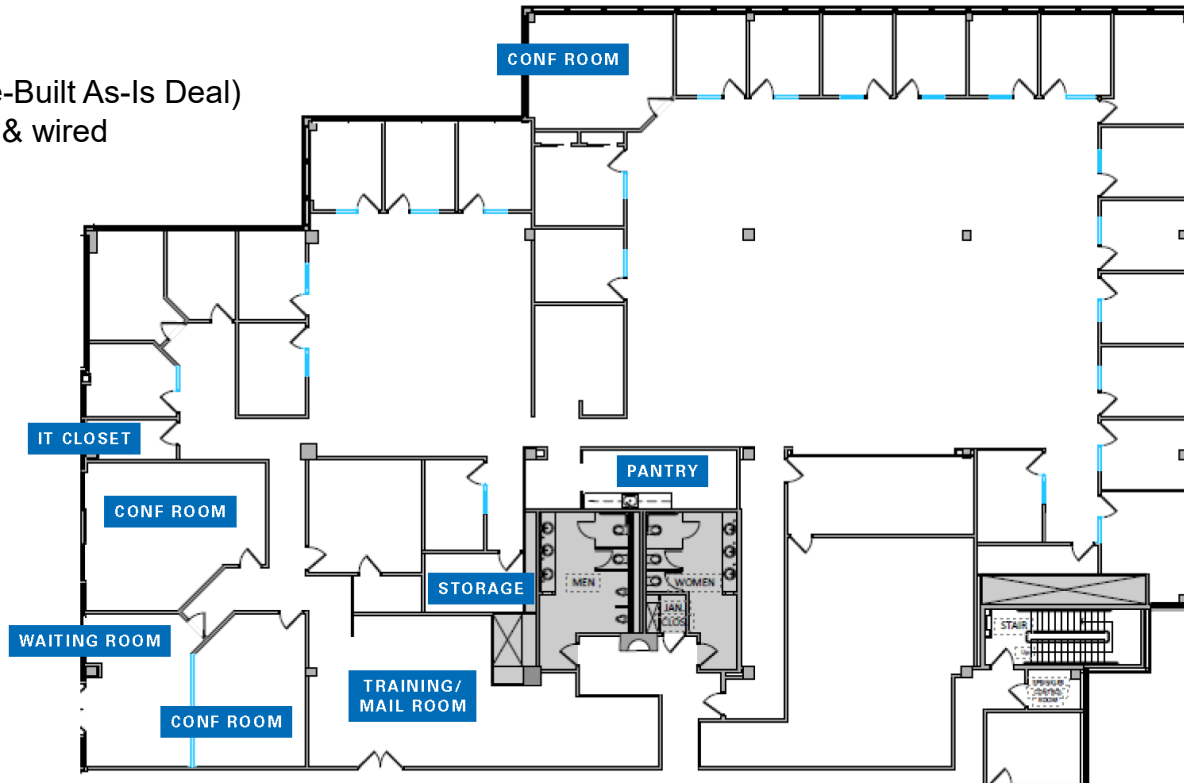 CONF ROOM
e-Built As-Is Deal)
& wired
IT CLOSET
PANTRY
CONF ROOM
STORAGE
MEN
WOMEN
JAN.
CLOS
STAIR
Up
WAITING ROOM
TRAINING/
MAIL ROOM
CONF ROOM